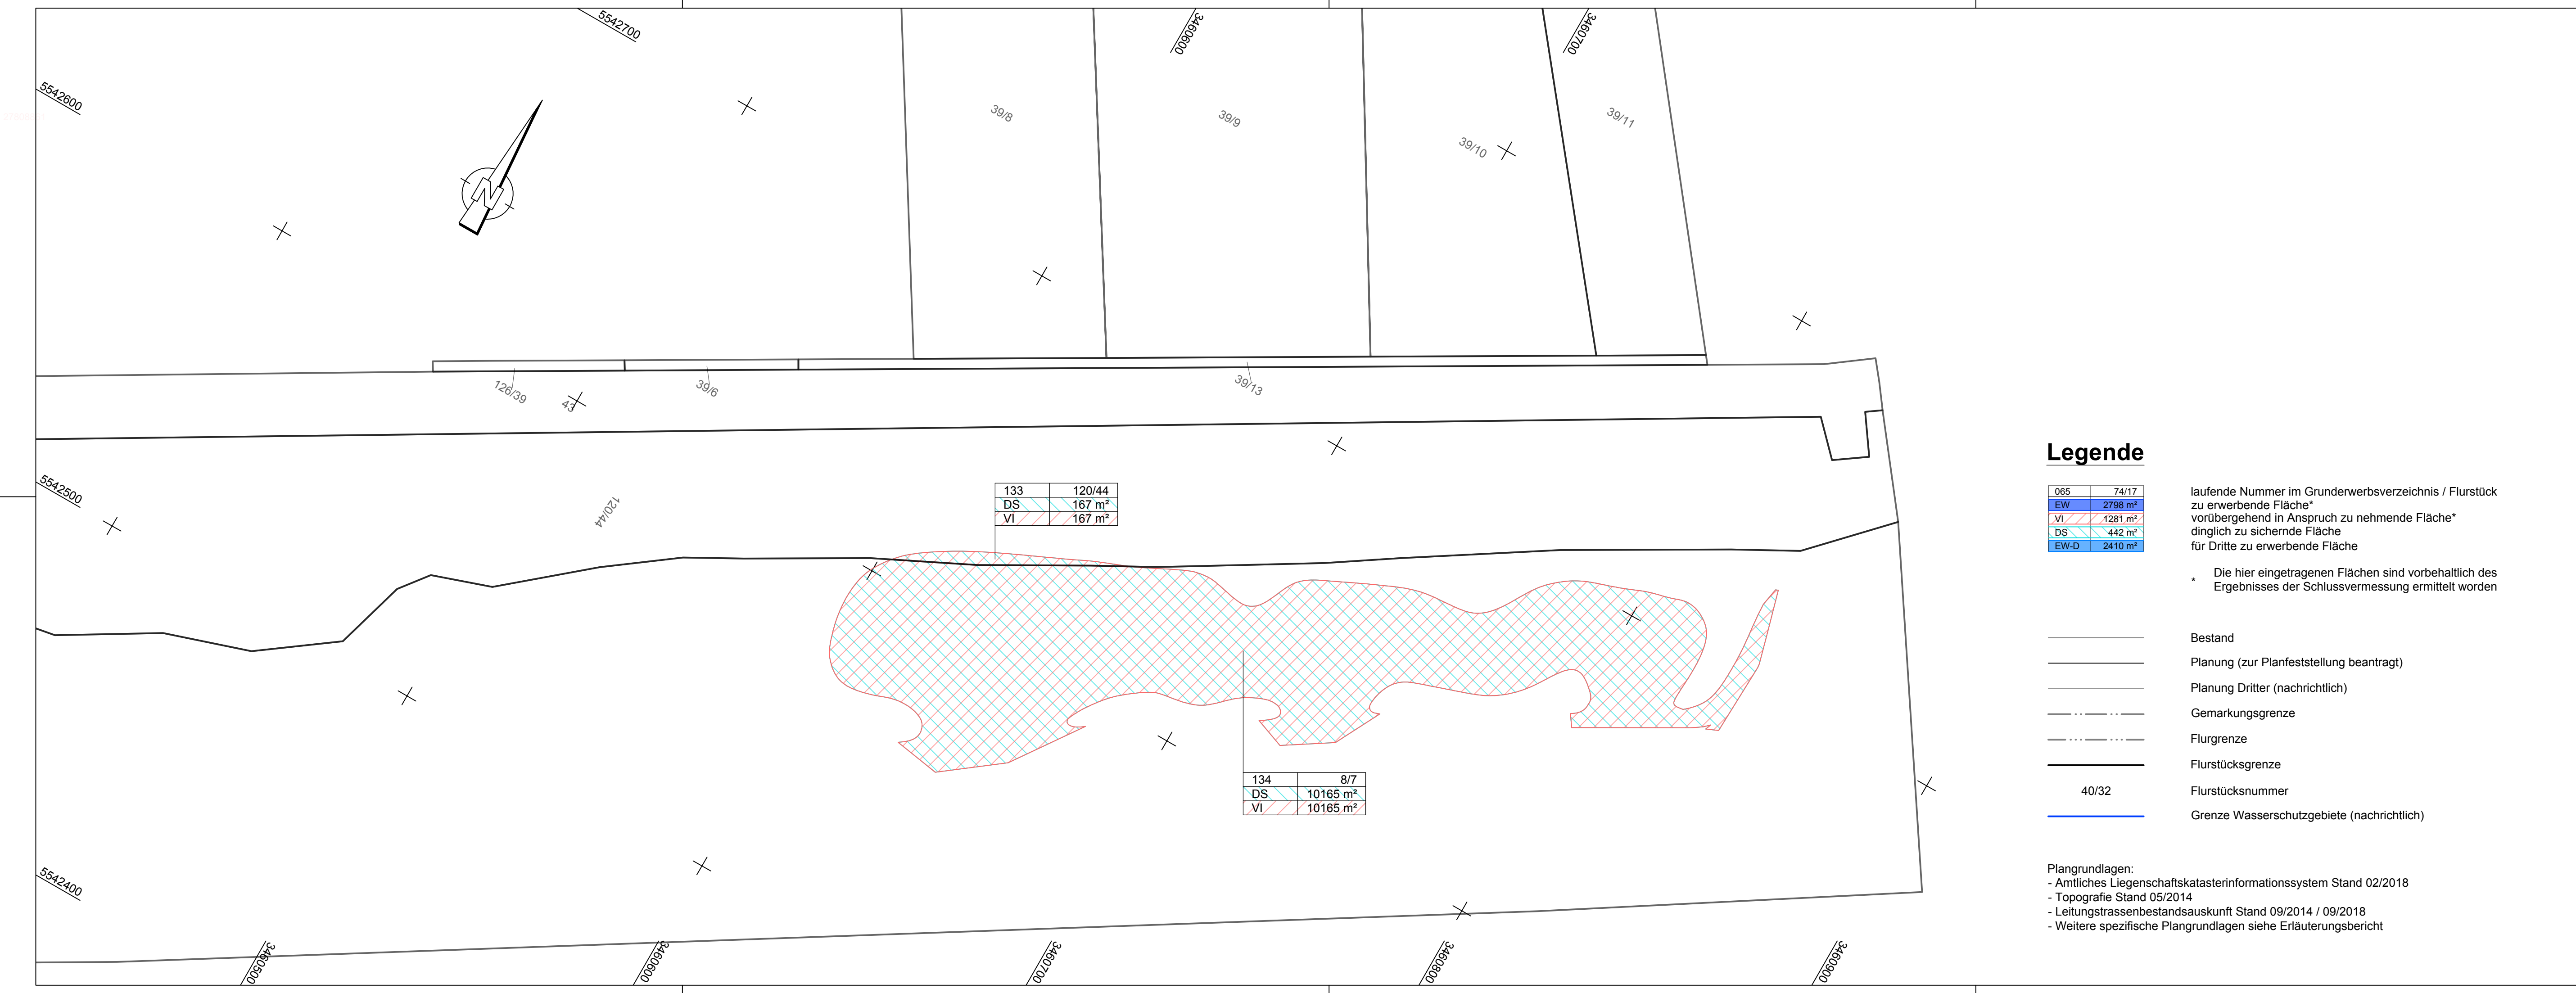 5542700
3460600
3460700
5542600
39/8
39/9
39/10
39/11
N
126/39
43
39/6
39/13
5542500
120/44
133 120/44
DS 167 m²
VI 167 m²
134 8/7
DS 10165 m²
VI 10165 m²
5542400
3460500
3460600
3460700
3460800
3460900
Legende
065 74/17 laufende Nummer im Grunderwerbsverzeichnis / Flurstück
EW 2798 m² zu erwerbende Fläche*
VI 1281 m² vorübergehend in Anspruch zu nehmende Fläche*
DS 442 m² dinglich zu sichernde Fläche
EW-D 2410 m² für Dritte zu erwerbende Fläche
* Die hier eingetragenen Flächen sind vorbehaltlich des
Ergebnisses der Schlussvermessung ermittelt worden
Bestand
Planung (zur Planfeststellung beantragt)
Planung Dritter (nachrichtlich)
Gemarkungsgrenze
Flurgrenze
Flurstücksgrenze
40/32 Flurstücksnummer
Grenze Wasserschutzgebiete (nachrichtlich)
Plangrundlagen:
- Amtliches Liegenschaftskatasterinformationssystem Stand 02/2018
- Topografie Stand 05/2014
- Leitungstrassenbestandsauskunft Stand 09/2014 / 09/2018
- Weitere spezifische Plangrundlagen siehe Erläuterungsbericht